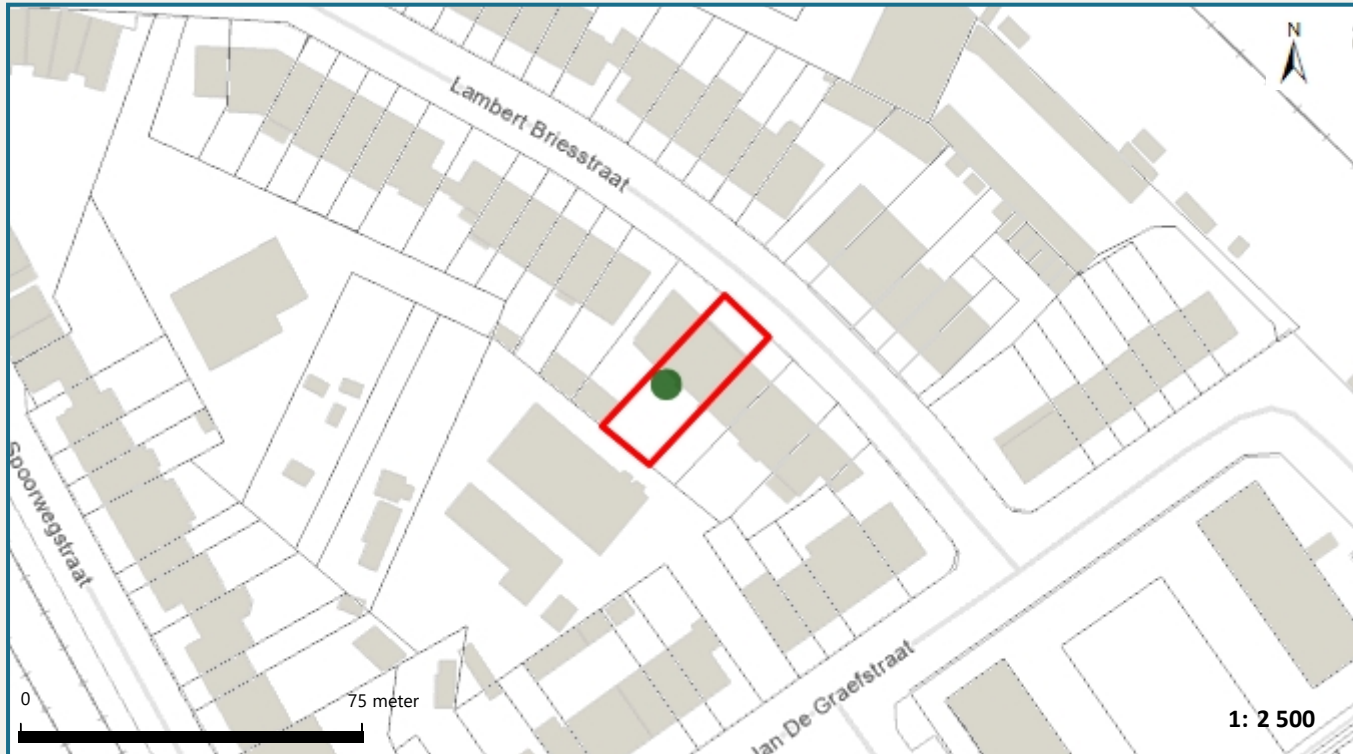 N
Lambert Briesstraat
Spoorwegstraat
Jan De Graefstraat
0
75 meter
1: 2 500